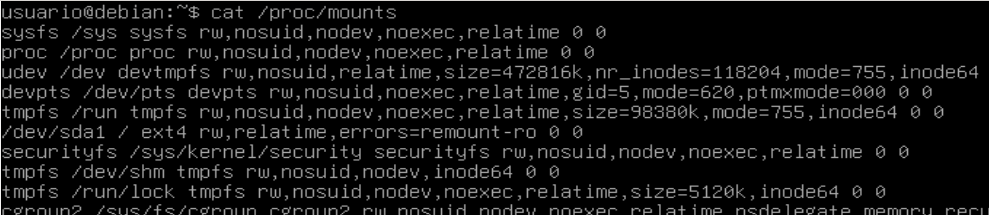 usuario@debian:~$ cat /proc/mounts
sysfs /sys sysfs rw,nosuid,nodev,noexec,relatime 0 0
proc /proc proc rw,nosuid,nodev,noexec,relatime 0 0
udev /dev devtmpfs rw,nosuid,relatime,size=472816k,nr_inodes=118204,mode=755,inode64
devpts /dev/pts devpts rw,nosuid,noexec,relatime,gid=5,mode=620,ptmxmode=000 0 0
tmpfs /run tmpfs rw,nosuid,nodev,noexec,relatime,size=98380k,mode=755,inode64 0 0
/dev/sda1 / ext4 rw,relatime,errors=remount-ro 0 0
securityfs /sys/kernel/security securityfs rw,nosuid,nodev,noexec,relatime 0 0
tmpfs /dev/shm tmpfs rw,nosuid,nodev,inode64 0 0
tmpfs /run/lock tmpfs rw,nosuid,nodev,noexec,relatime,size=5120k,inode64 0 0
cgroup2 /sys/fs/cgroup cgroup2 rw,nosuid,nodev,noexec,relatime,nsdelegate,memory_recu